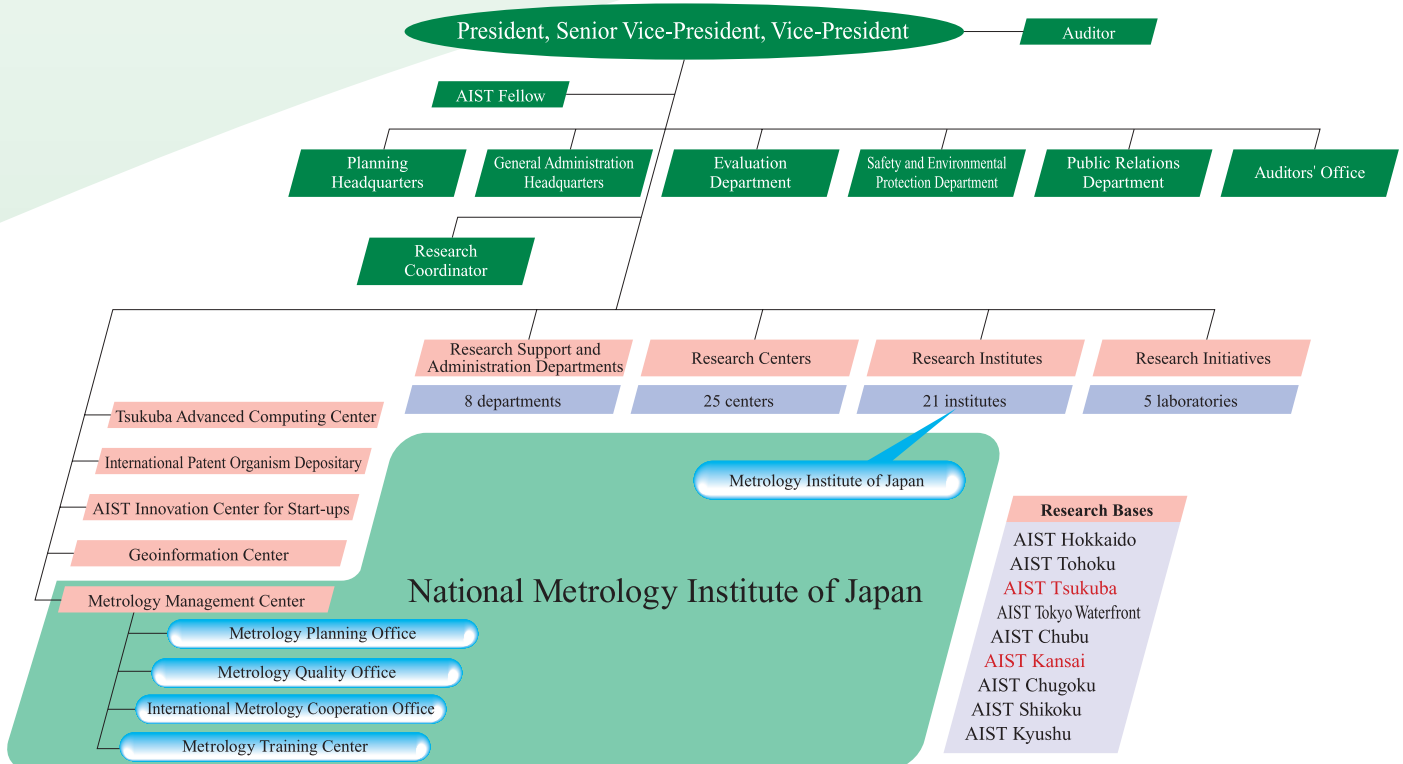 President, Senior Vice-President, Vice-President
Auditor
AIST Fellow
Planning
Headquarters
General Administration
Headquarters
Evaluation
Department
Safety and Environmental
Protection Department
Public Relations
Department
Auditors' Office
Research
Coordinator
Research Support and
Administration Departments
8 departments
Research Centers
25 centers
Research Institutes
21 institutes
Research Initiatives
5 laboratories
Tsukuba Advanced Computing Center
International Patent Organism Depositary
AIST Innovation Center for Start-ups
Geoinformation Center
Metrology Management Center
Metrology Planning Office
Metrology Quality Office
International Metrology Cooperation Office
Metrology Training Center
Metrology Institute of Japan
National Metrology Institute of Japan
Research Bases
AIST Hokkaido
AIST Tohoku
AIST Tsukuba
AIST Tokyo Waterfront
AIST Chubu
AIST Kansai
AIST Chugoku
AIST Shikoku
AIST Kyushu